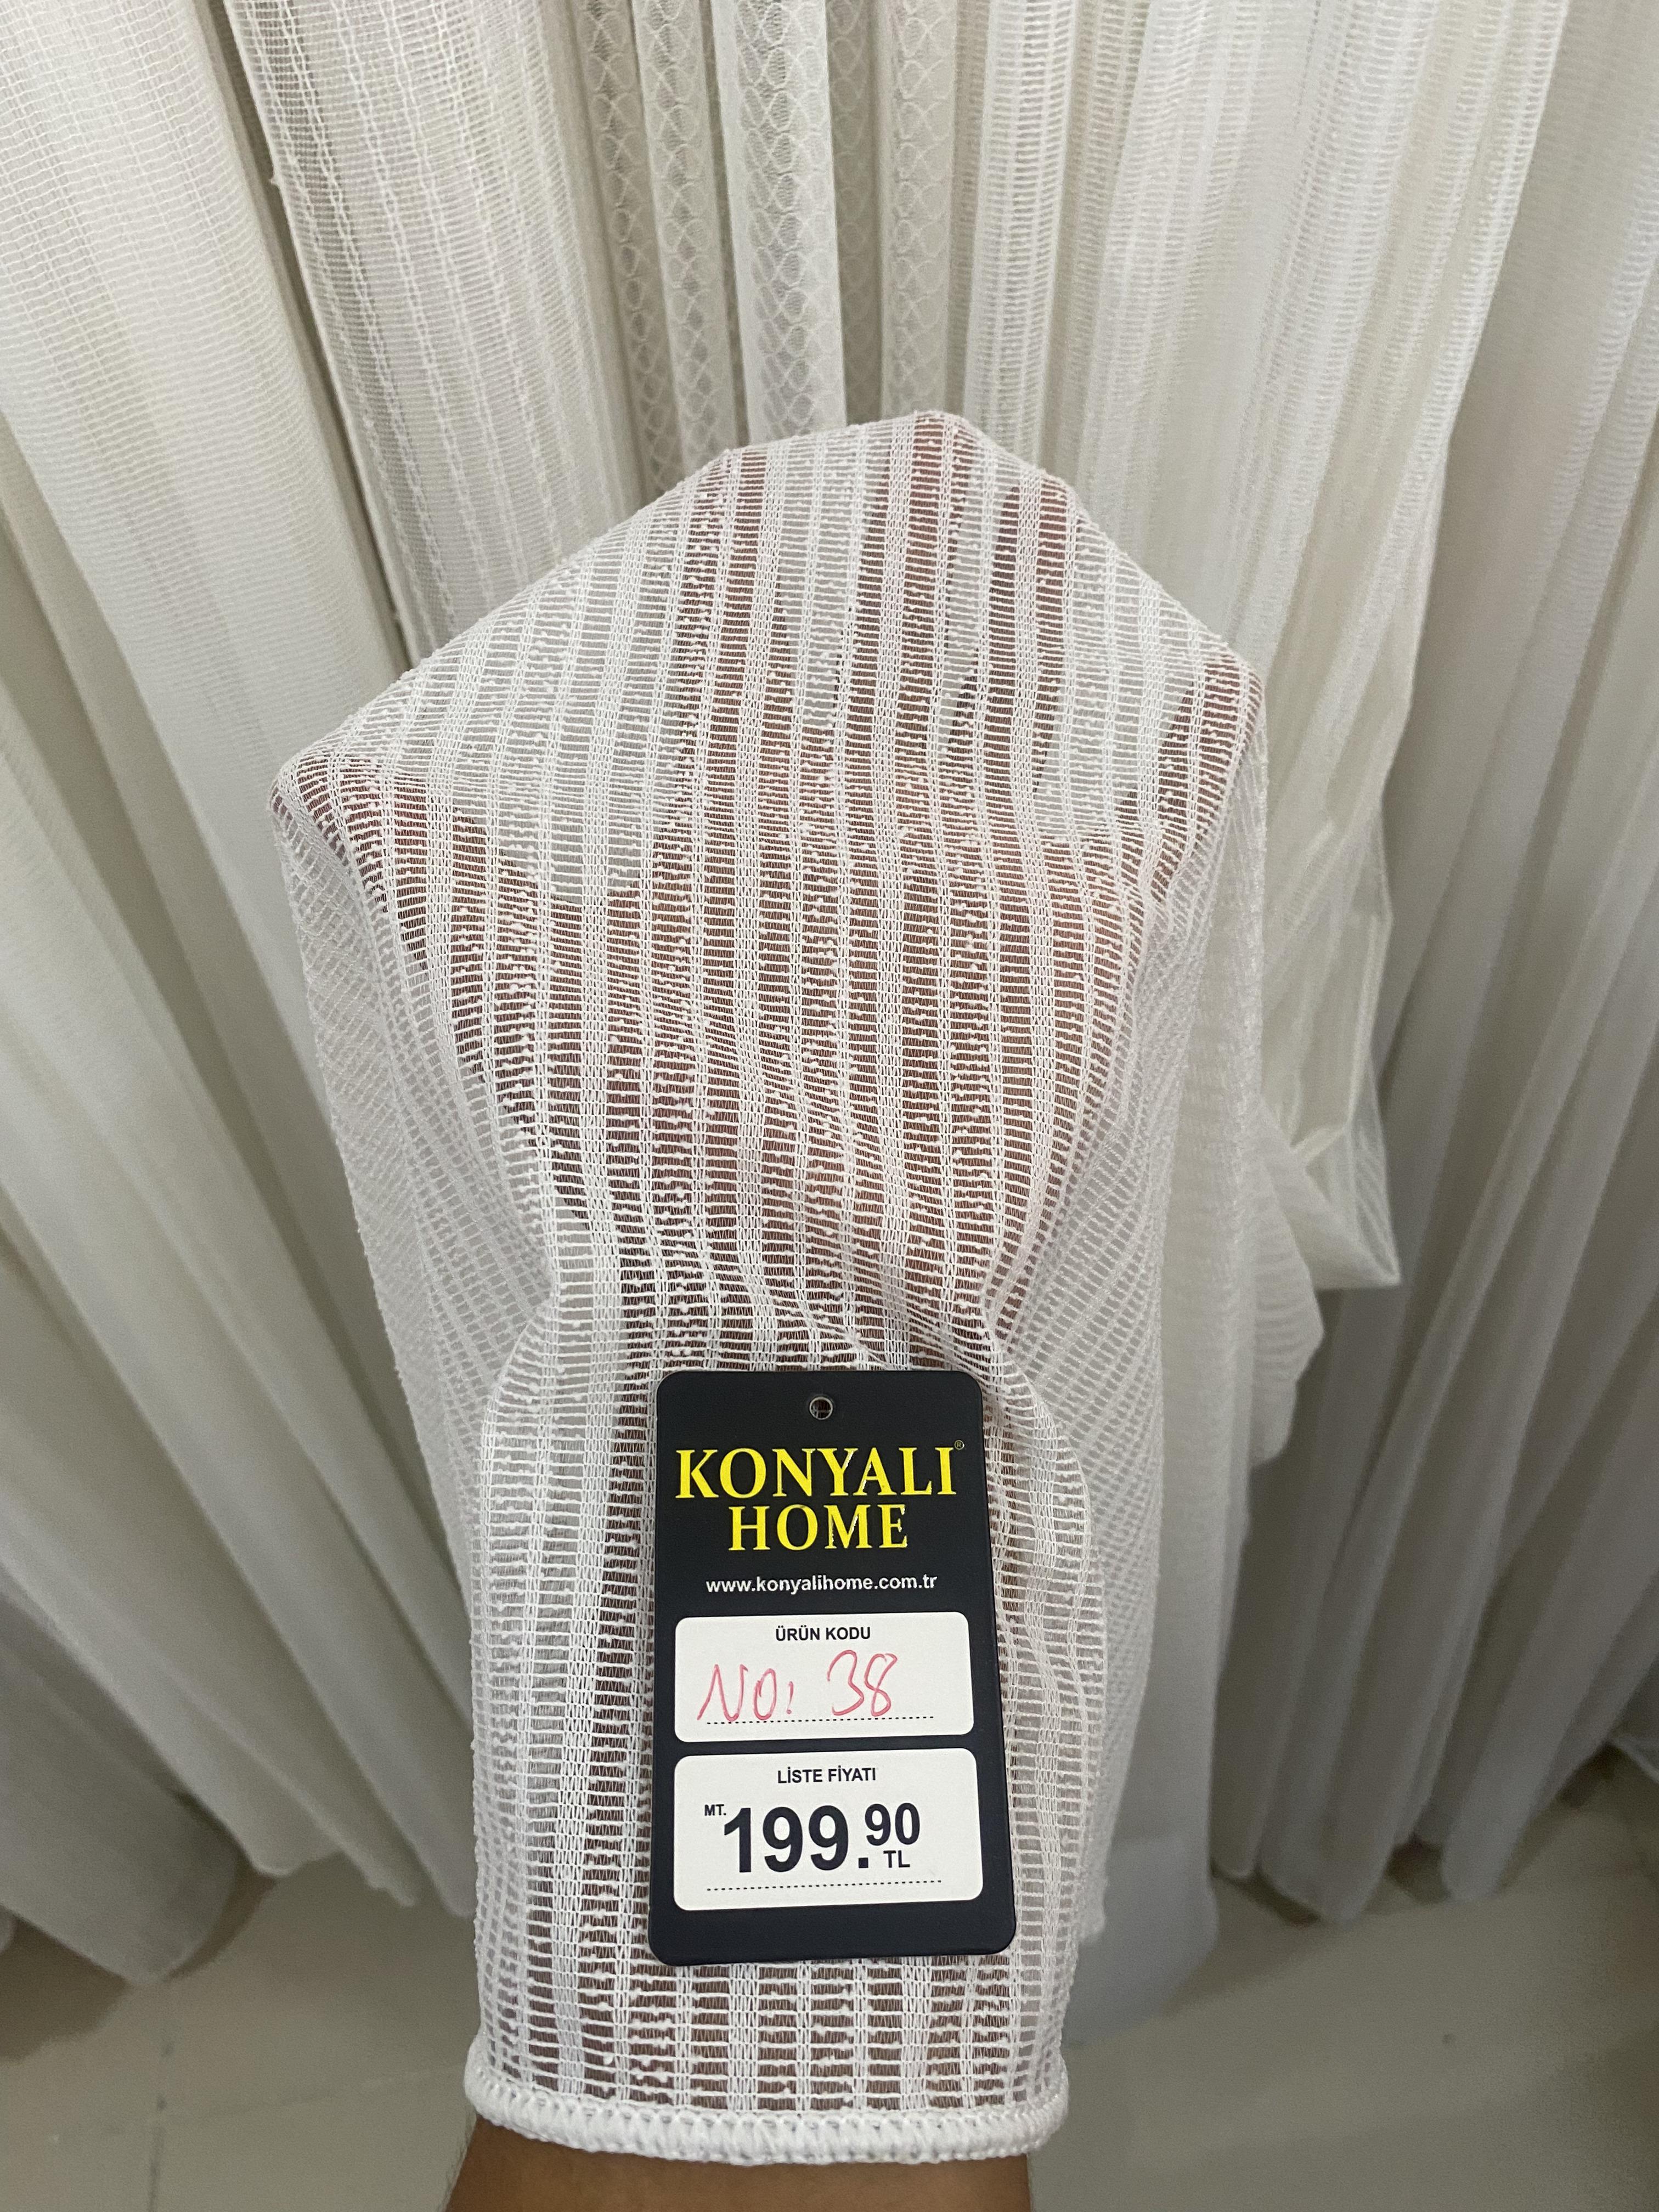 KONYALI®
HOME
www.konyalihome.com.tr
ÜRÜN KODU
NO: 38
LİSTE FİYATI
MT. 199.90 TL